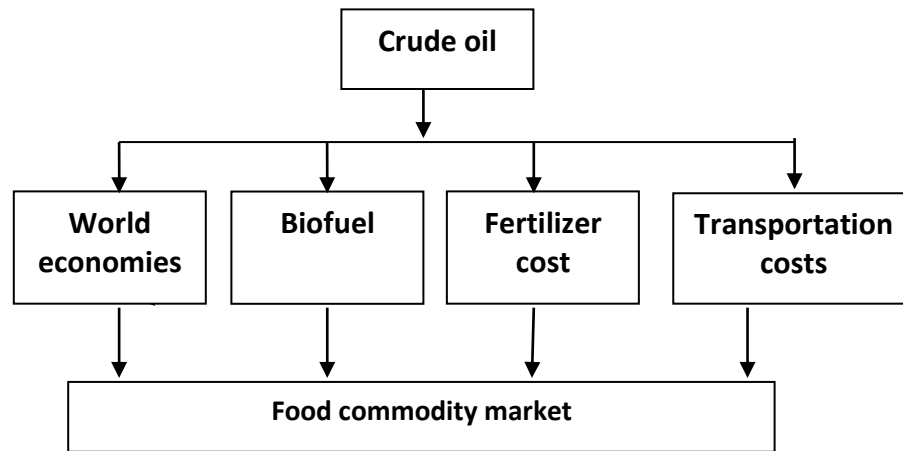 Crude oil
World
economies
Biofuel
Fertilizer
cost
Transportation
costs
Food commodity market